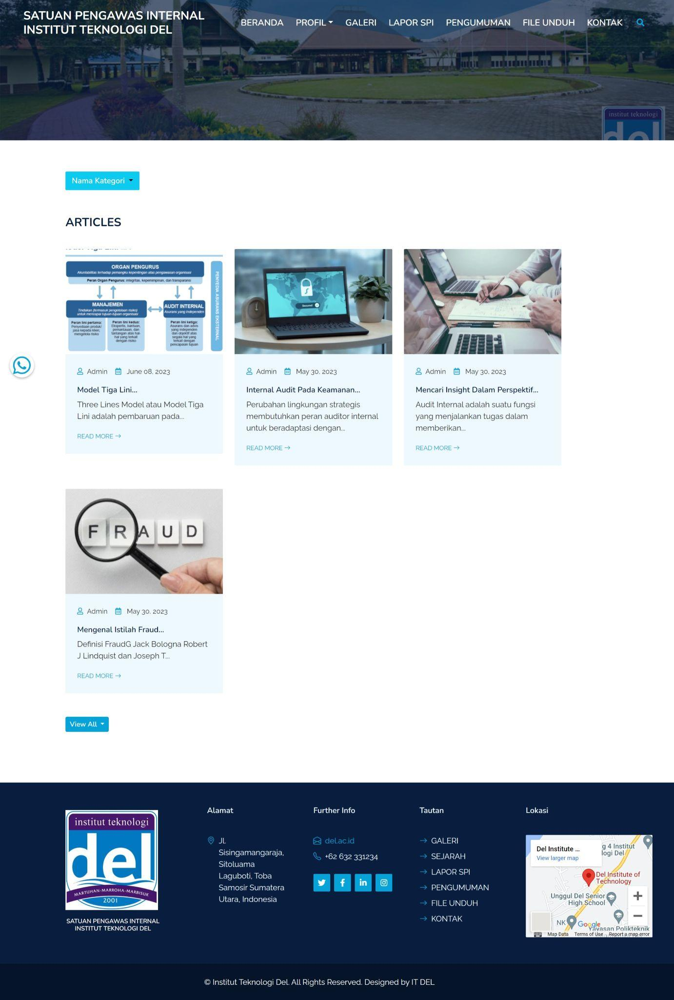 SATUAN PENGAWAS INTERNAL
INSTITUT TEKNOLOGI DEL
BERANDA PROFIL GALERI LAPOR SPI PENGUMUMAN FILE UNDUH KONTAK
institut teknologi
del
Nama Kategori
ARTICLES
ORGAN PENGURUS
Akuntabilitas terhadap pemangku kepentingan atas pengawasan organisasi
Peran Organ Pengurus: integritas, kepemimpinan, dan transparansi
MANAJEMEN
Tindakan (termasuk pengelolaan risiko)
untuk mencapai tujuan-tujuan organisasi
AUDIT INTERNAL
Asurans yang Independen
Peran lini pertama:
Penyediaan produk/
jasa kepada klien;
mengelola risiko
Peran lini kedua:
Ekspertis, bantuan,
pemantauan, dan
tantangan atas hal-
hal yang terkait
dengan risiko
Peran lini ketiga:
Asurans dan advis
yang independen
dan objektif atas
segala hal yang
terkait dengan
pencapaian tujuan
PENYEDIA ASURANS EKSTERNAL
Secured
Admin June 08, 2023
Model Tiga Lini...
Three Lines Model atau Model Tiga
Lini adalah pembaruan pada...
READ MORE →
Admin May 30, 2023
Internal Audit Pada Keamanan...
Perubahan lingkungan strategis
membutuhkan peran auditor internal
untuk beradaptasi dengan...
READ MORE →
Admin May 30, 2023
Mencari Insight Dalam Perspektif...
Audit Internal adalah suatu fungsi
yang menjalankan tugas dalam
memberikan...
READ MORE →
FRAUD
Admin May 30, 2023
Mengenal Istilah Fraud...
Definisi FraudG Jack Bologna Robert
J Lindquist dan Joseph T...
READ MORE →
View All
institut teknologi
del
MARTUHAN-MARROHA-MARBISUK
2001
SATUAN PENGAWAS INTERNAL
INSTITUT TEKNOLOGI DEL
Alamat
Jl.
Sisingamangaraja,
Sitoluama
Laguboti, Toba
Samosir Sumatera
Utara, Indonesia
Further Info
del.ac.id
+62 632 331234
Tautan
→ GALERI
→ SEJARAH
→ LAPOR SPI
→ PENGUMUMAN
→ FILE UNDUH
→ KONTAK
Lokasi
Del Institute ...
View larger map
g 4 Institut
logi Del
Del Institute of
Technology
Unggul Del Senior
High School
NK
Google
Yayasan Politeknik
Map Data Terms of Use Report a map error
© Institut Teknologi Del. All Rights Reserved. Designed by IT DEL